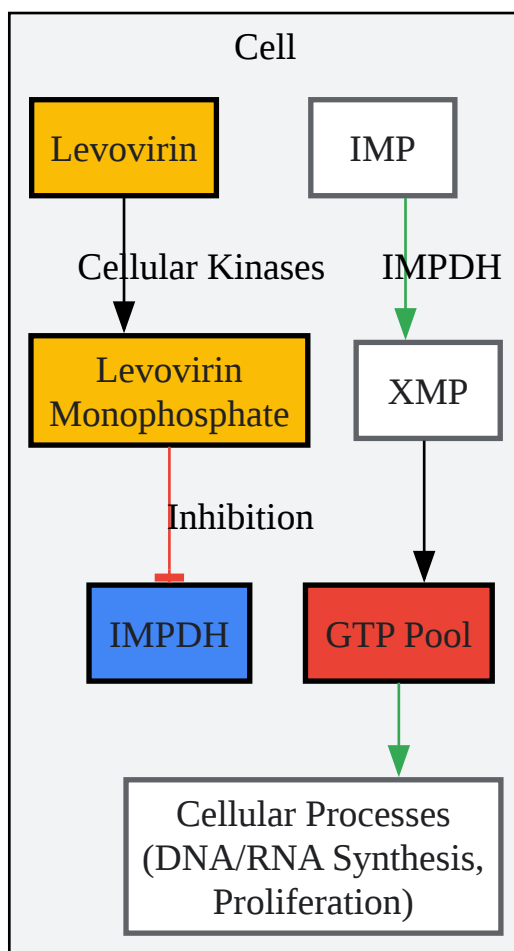 Cell
Levovirin
IMP
Cellular Kinases
IMPDH
Levovirin
Monophosphate
XMP
Inhibition
IMPDH
GTP Pool
Cellular Processes
(DNA/RNA Synthesis,
Proliferation)